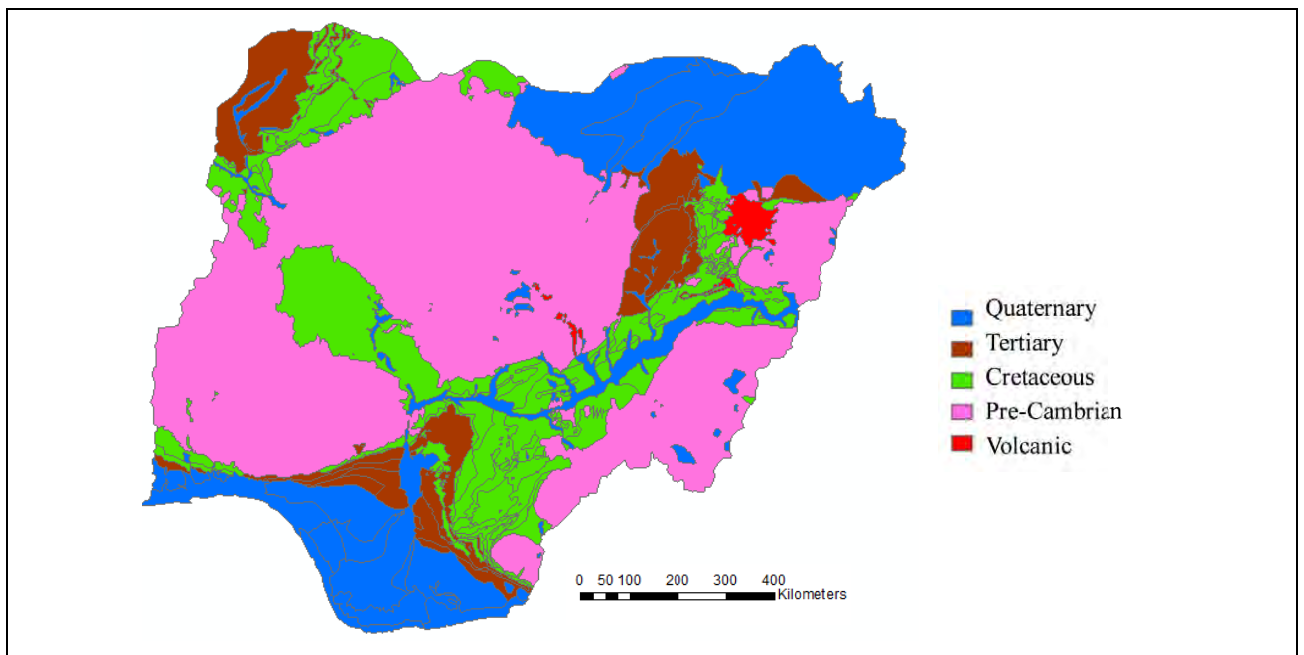 Quaternary
Tertiary
Cretaceous
Pre-Cambrian
Volcanic
0 50 100 200 300 400
Kilometers